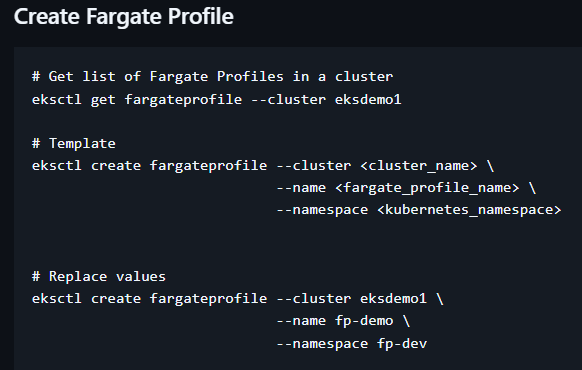 Create Fargate Profile
# Get list of Fargate Profiles in a cluster
eksctl get fargateprofile --cluster eksdemo1
# Template
eksctl create fargateprofile --cluster <cluster_name> \
--name <fargate_profile_name> \
--namespace <kubernetes_namespace>
# Replace values
eksctl create fargateprofile --cluster eksdemo1 \
--name fp-demo \
--namespace fp-dev